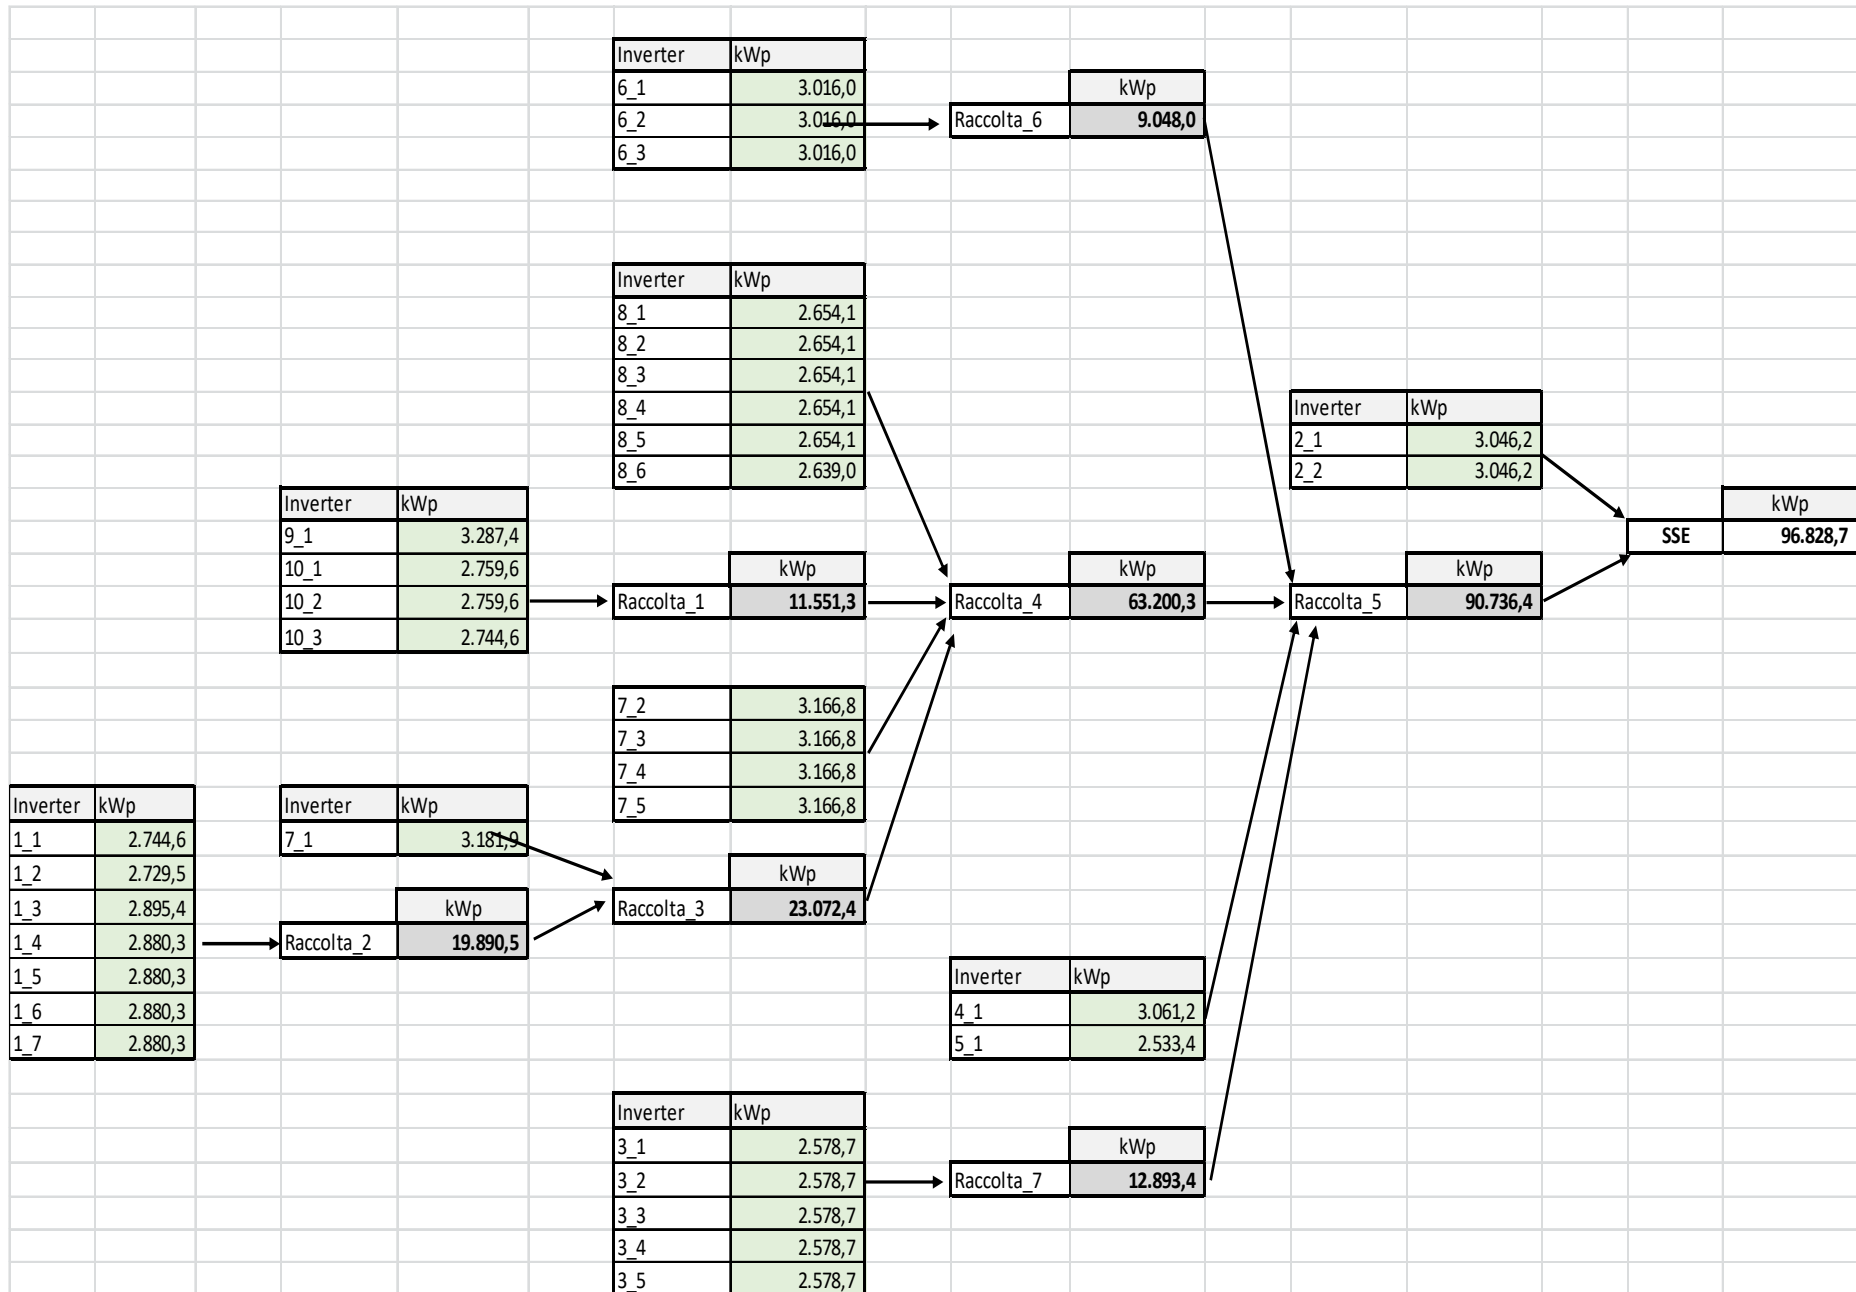 Inverter kWp
6_1 3.016,0
6_2 3.016,0
6_3 3.016,0
kWp
Raccolta_6 9.048,0
Inverter kWp
8_1 2.654,1
8_2 2.654,1
8_3 2.654,1
8_4 2.654,1
8_5 2.654,1
8_6 2.639,0
Inverter kWp
2_1 3.046,2
2_2 3.046,2
kWp
SSE 96.828,7
Inverter kWp
9_1 3.287,4
10_1 2.759,6
10_2 2.759,6
10_3 2.744,6
kWp
Raccolta_1 11.551,3
kWp
Raccolta_4 63.200,3
kWp
Raccolta_5 90.736,4
7_2 3.166,8
7_3 3.166,8
7_4 3.166,8
7_5 3.166,8
Inverter kWp
1_1 2.744,6
1_2 2.729,5
1_3 2.895,4
1_4 2.880,3
1_5 2.880,3
1_6 2.880,3
1_7 2.880,3
Inverter kWp
7_1 3.181,9
kWp
Raccolta_2 19.890,5
kWp
Raccolta_3 23.072,4
Inverter kWp
4_1 3.061,2
5_1 2.533,4
Inverter kWp
3_1 2.578,7
3_2 2.578,7
3_3 2.578,7
3_4 2.578,7
3_5 2.578,7
kWp
Raccolta_7 12.893,4